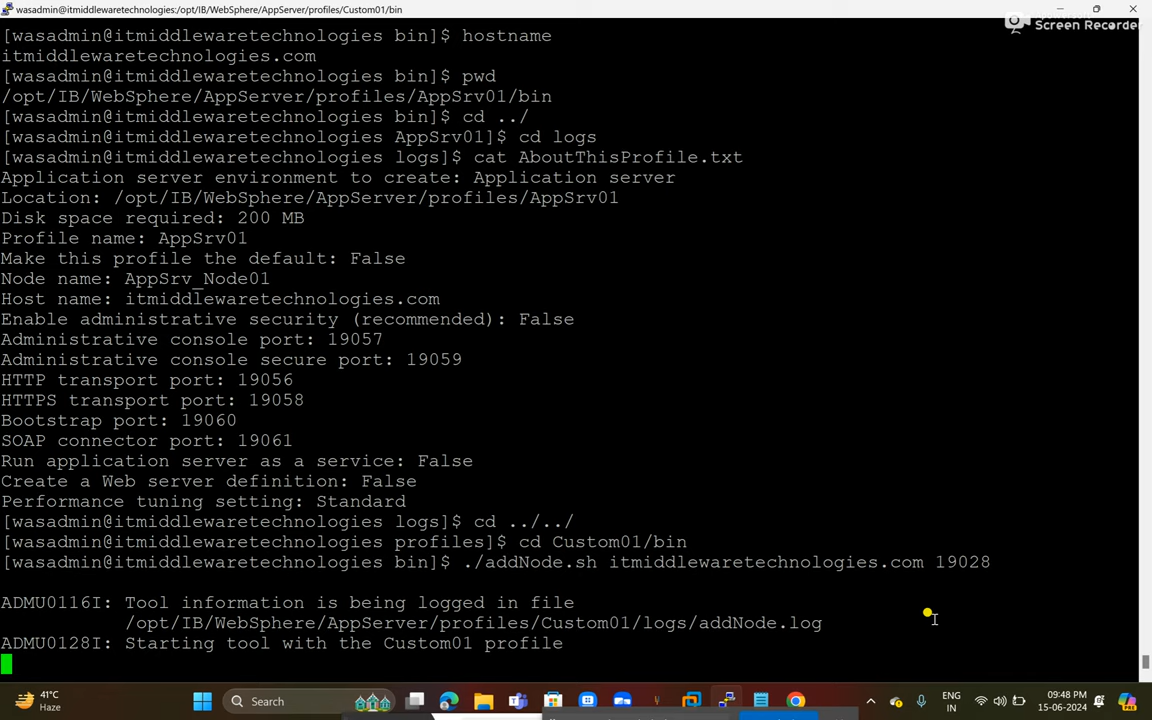 wasadmin@itmiddlewaretechnologies:/opt/IB/WebSphere/AppServer/profiles/Custom01/bin
[wasadmin@itmiddlewaretechnologies bin]$ hostname
Screen Recorder
itmiddlewaretechnologies.com
[wasadmin@itmiddlewaretechnologies bin]$ pwd
/opt/IB/WebSphere/AppServer/profiles/AppSrv01/bin
[wasadmin@itmiddlewaretechnologies bin]$ cd ../
[wasadmin@itmiddlewaretechnologies AppSrv01]$ cd logs
[wasadmin@itmiddlewaretechnologies logs]$ cat AboutThisProfile.txt
Application server environment to create: Application server
Location: /opt/IB/WebSphere/AppServer/profiles/AppSrv01
Disk space required: 200 MB
Profile name: AppSrv01
Make this profile the default: False
Node name: AppSrv_Node01
Host name: itmiddlewaretechnologies.com
Enable administrative security (recommended): False
Administrative console port: 19057
Administrative console secure port: 19059
HTTP transport port: 19056
HTTPS transport port: 19058
Bootstrap port: 19060
SOAP connector port: 19061
Run application server as a service: False
Create a Web server definition: False
Performance tuning setting: Standard
[wasadmin@itmiddlewaretechnologies logs]$ cd ../../
[wasadmin@itmiddlewaretechnologies profiles]$ cd Custom01/bin
[wasadmin@itmiddlewaretechnologies bin]$ ./addNode.sh itmiddlewaretechnologies.com 19028
ADMU0116I: Tool information is being logged in file
/opt/IB/WebSphere/AppServer/profiles/Custom01/logs/addNode.log
ADMU0128I: Starting tool with the Custom01 profile
41°C
Haze
Search
ENG
IN
09:48 PM
15-06-2024